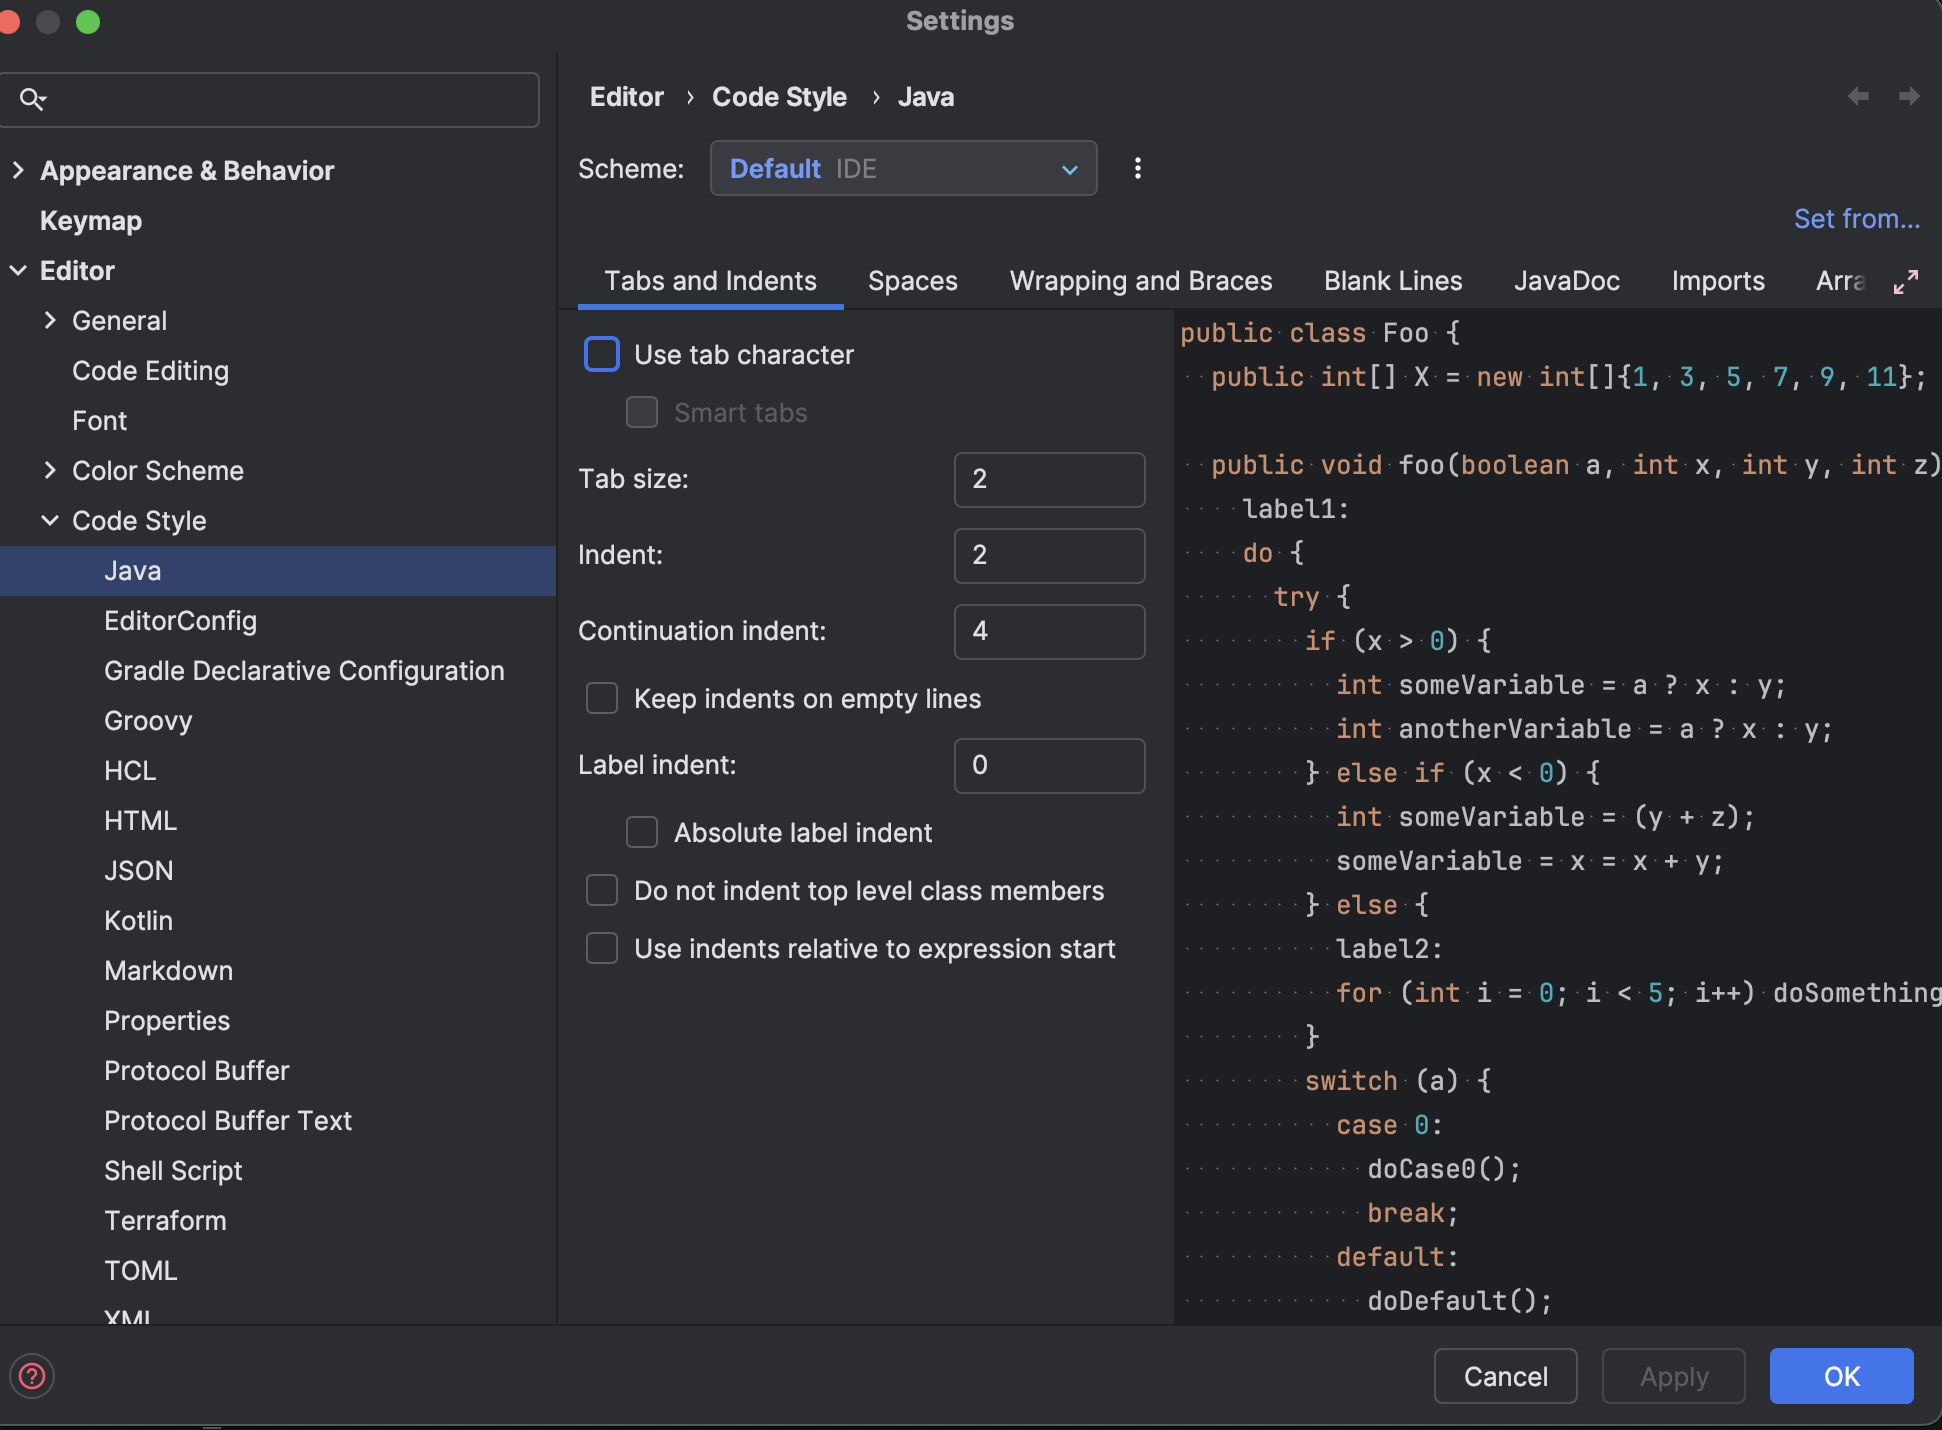 Settings
Appearance & Behavior
Keymap
Editor
General
Code Editing
Font
Color Scheme
Code Style
Java
EditorConfig
Gradle Declarative Configuration
Groovy
HCL
HTML
JSON
Kotlin
Markdown
Properties
Protocol Buffer
Protocol Buffer Text
Shell Script
Terraform
TOML
XML
Editor › Code Style › Java
Scheme: Default IDE
Set from...
Tabs and Indents Spaces Wrapping and Braces Blank Lines JavaDoc Imports Arra
Use tab character
Smart tabs
Tab size: 2
Indent: 2
Continuation indent: 4
Keep indents on empty lines
Label indent: 0
Absolute label indent
Do not indent top level class members
Use indents relative to expression start
public class Foo {
public int[] X = new int[]{1, 3, 5, 7, 9, 11};
public void foo(boolean a, int x, int y, int z)
label1:
do {
try {
if (x > 0) {
int someVariable = a ? x : y;
int anotherVariable = a ? x : y;
} else if (x < 0) {
int someVariable = (y + z);
someVariable = x = x + y;
} else {
label2:
for (int i = 0; i < 5; i++) doSomething
}
switch (a) {
case 0:
doCase0();
break;
default:
doDefault();
?
Cancel Apply OK